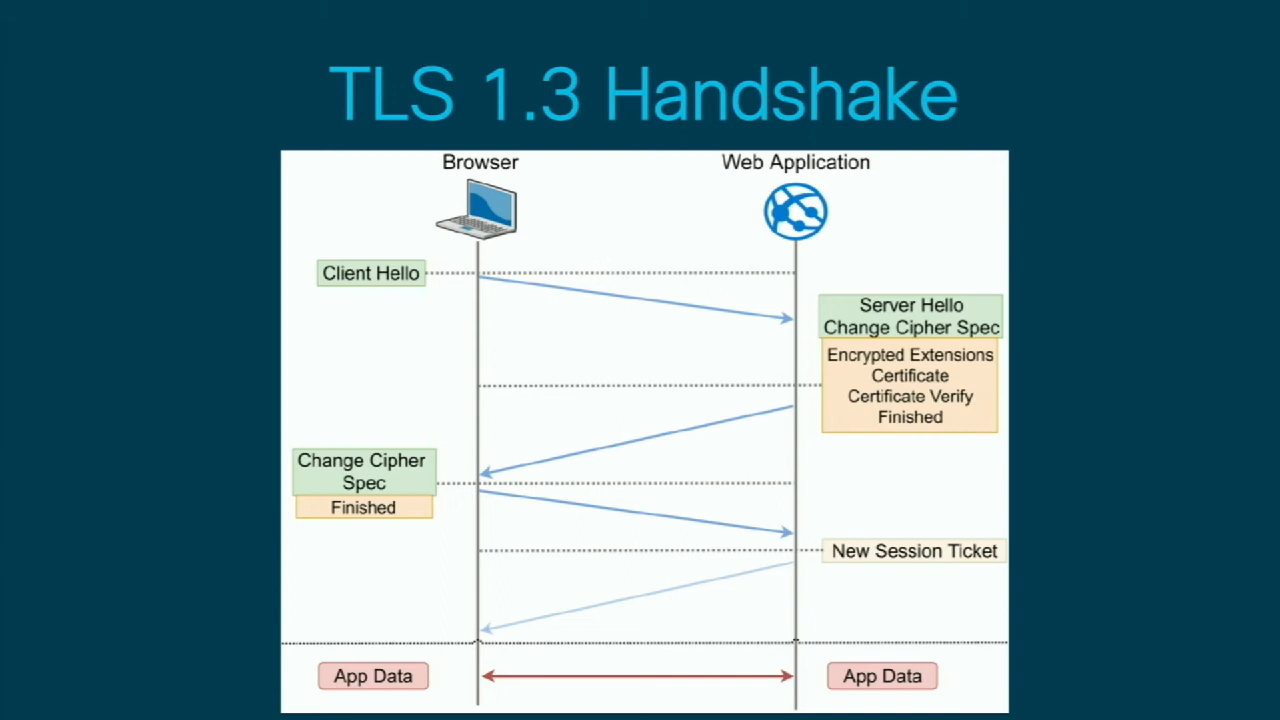 TLS 1.3 Handshake
Browser
Web Application
Client Hello
Server Hello
Change Cipher Spec
Encrypted Extensions
Certificate
Certificate Verify
Finished
Change Cipher
Spec
Finished
New Session Ticket
App Data
App Data